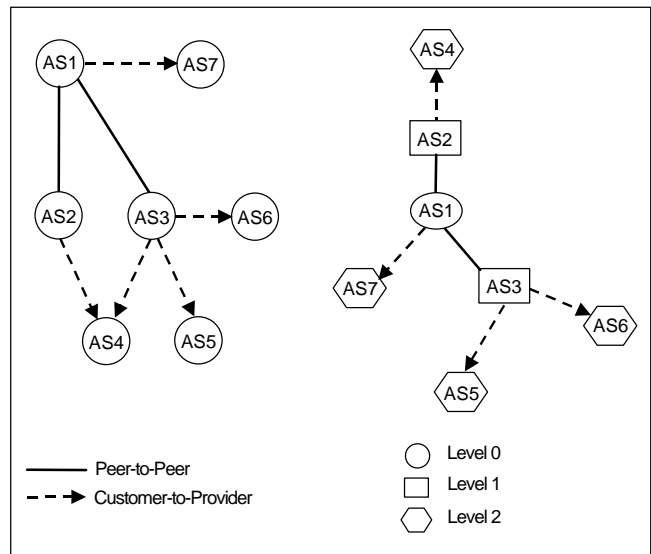 AS1
AS7
AS2
AS3
AS6
AS4
AS5
Peer-to-Peer
Customer-to-Provider
AS4
AS2
AS1
AS7
AS3
AS6
AS5
Level 0
Level 1
Level 2